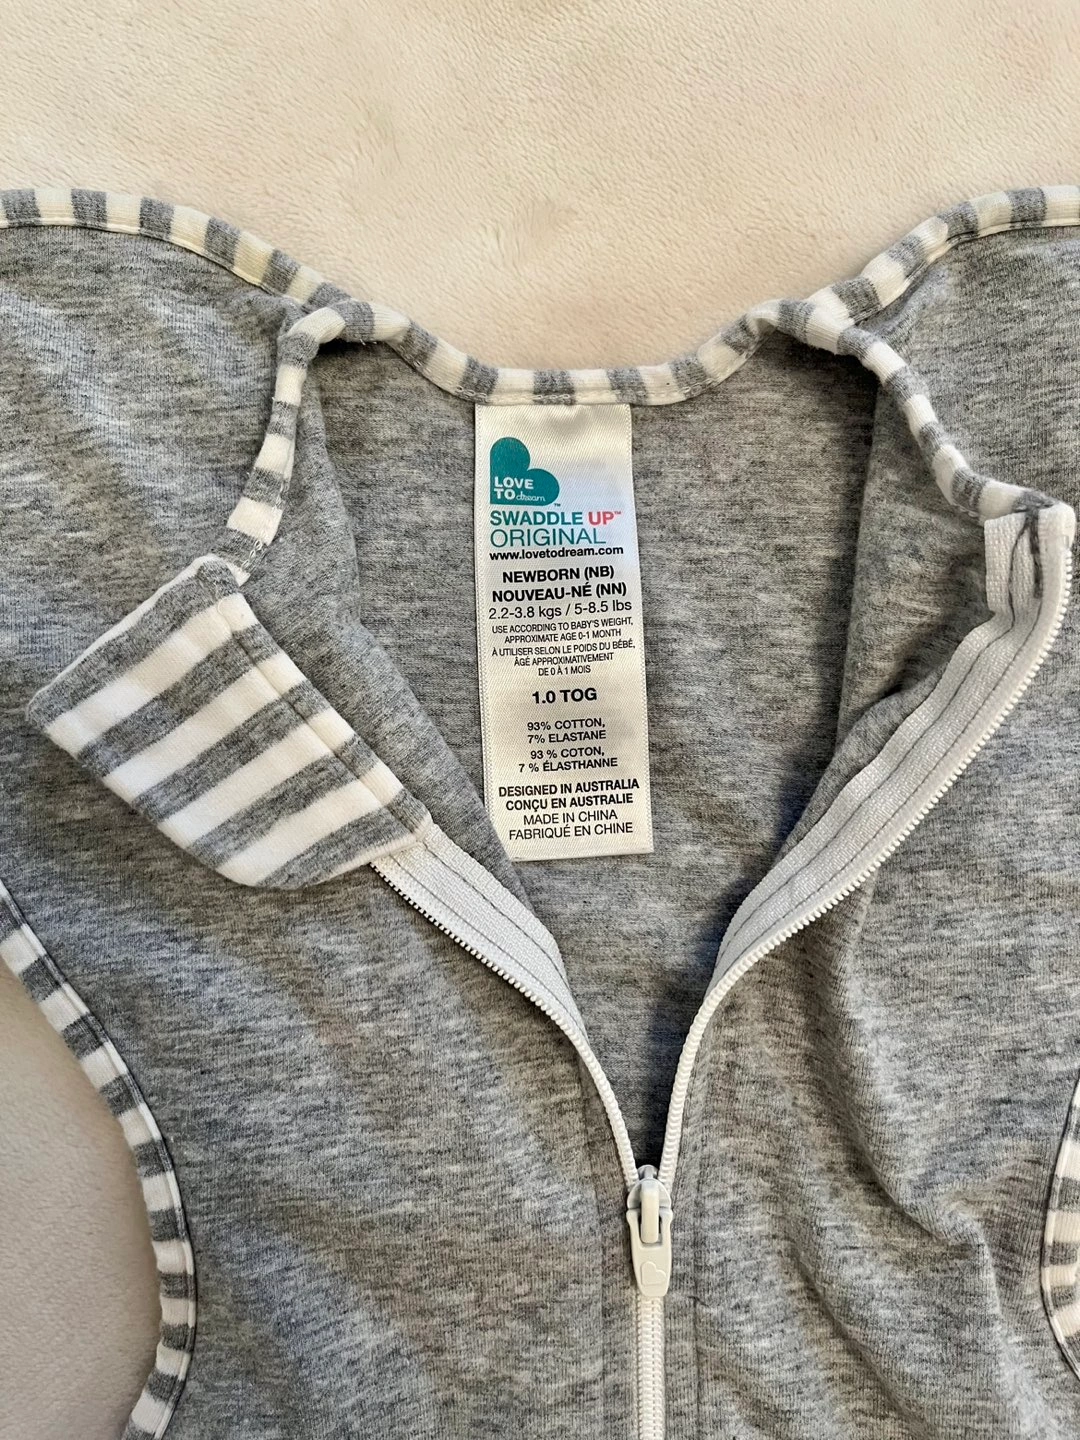 LOVE
TO dream™
SWADDLE UP™
ORIGINAL
www.lovetodream.com
NEWBORN (NB)
NOUVEAU-NÉ (NN)
2.2-3.8 kgs / 5-8.5 lbs
USE ACCORDING TO BABY'S WEIGHT,
APPROXIMATE AGE 0-1 MONTH
À UTILISER SELON LE POIDS DU BÉBÉ,
ÂGE APPROXIMATIVEMENT
DE 0 À 1 MOIS
1.0 TOG
93% COTTON,
7% ELASTANE
93 % COTON,
7 % ÉLASTHANNE
DESIGNED IN AUSTRALIA
CONÇU EN AUSTRALIE
MADE IN CHINA
FABRIQUÉ EN CHINE